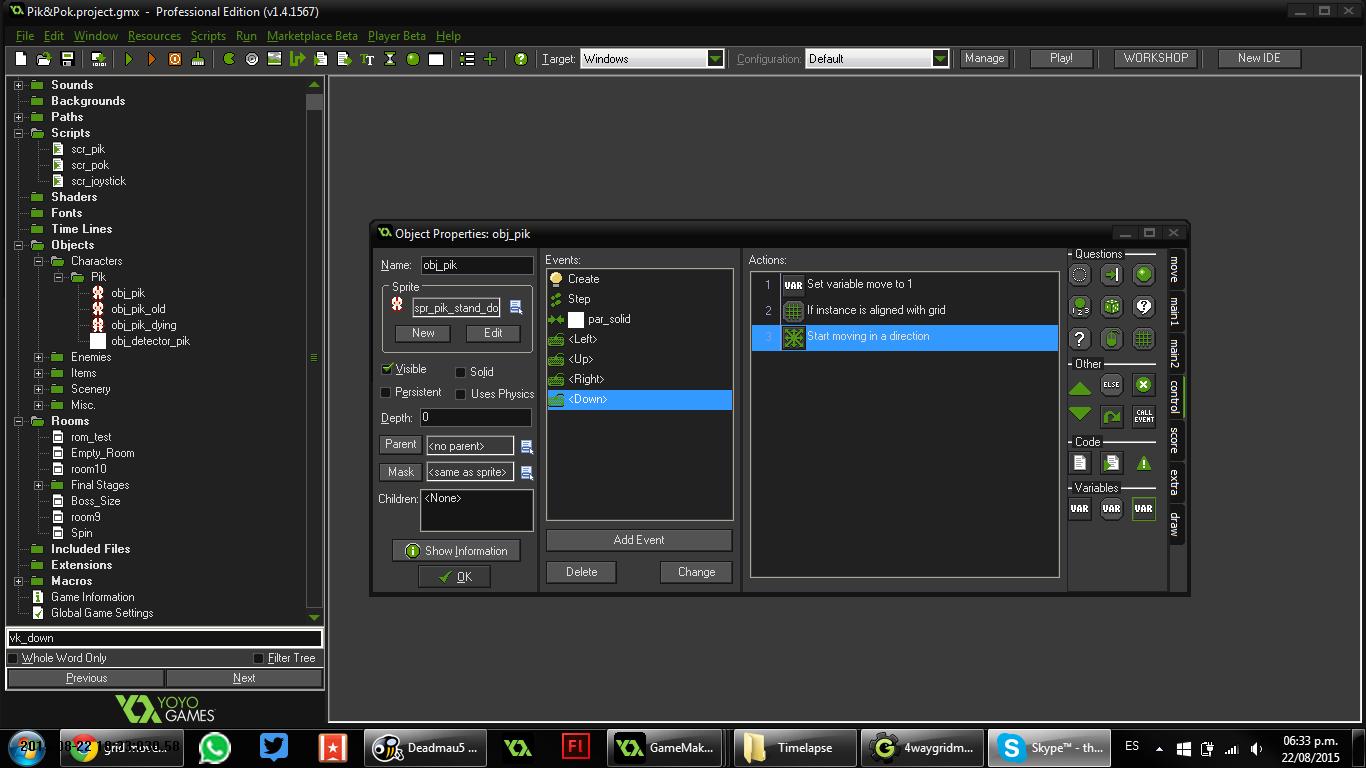 Pik&Pok.project.gmx - Professional Edition (v1.4.1567)
File Edit Window Resources Scripts Run Marketplace Beta Player Beta Help
Target: Windows Configuration: Default Manage Play! WORKSHOP New IDE
Sounds
Backgrounds
Paths
Scripts
scr_pik
scr_pok
scr_joystick
Shaders
Fonts
Time Lines
Objects
Characters
Pik
obj_pik
obj_pik_old
obj_pik_dying
obj_detector_pik
Enemies
Items
Scenery
Misc.
Rooms
rom_test
Empty_Room
room10
Final Stages
Boss_Size
room9
Spin
Included Files
Extensions
Macros
Game Information
Global Game Settings
vk_down
Whole Word Only Filter Tree
Previous Next
YOYO
GAMES
Object Properties: obj_pik
Name: obj_pik
Sprite
spr_pik_stand_do
New Edit
Visible Solid
Persistent Uses Physics
Depth: 0
Parent <no parent>
Mask <same as sprite>
Children: <None>
Show Information
OK
Events:
Create
Step
par_solid
<Left>
<Up>
<Right>
<Down>
Add Event
Delete Change
Actions:
1 VAR Set variable move to 1
2 If instance is aligned with grid
3 Start moving in a direction
Questions
Other
ELSE
CALL EVENT
Code
Variables
VAR VAR VAR
move
main1
main2
control
score
extra
draw
Deadmau5 ...
Fl
GameMak...
Timelapse
4waygridm...
Skype™ - th...
ES
06:33 p.m.
22/08/2015